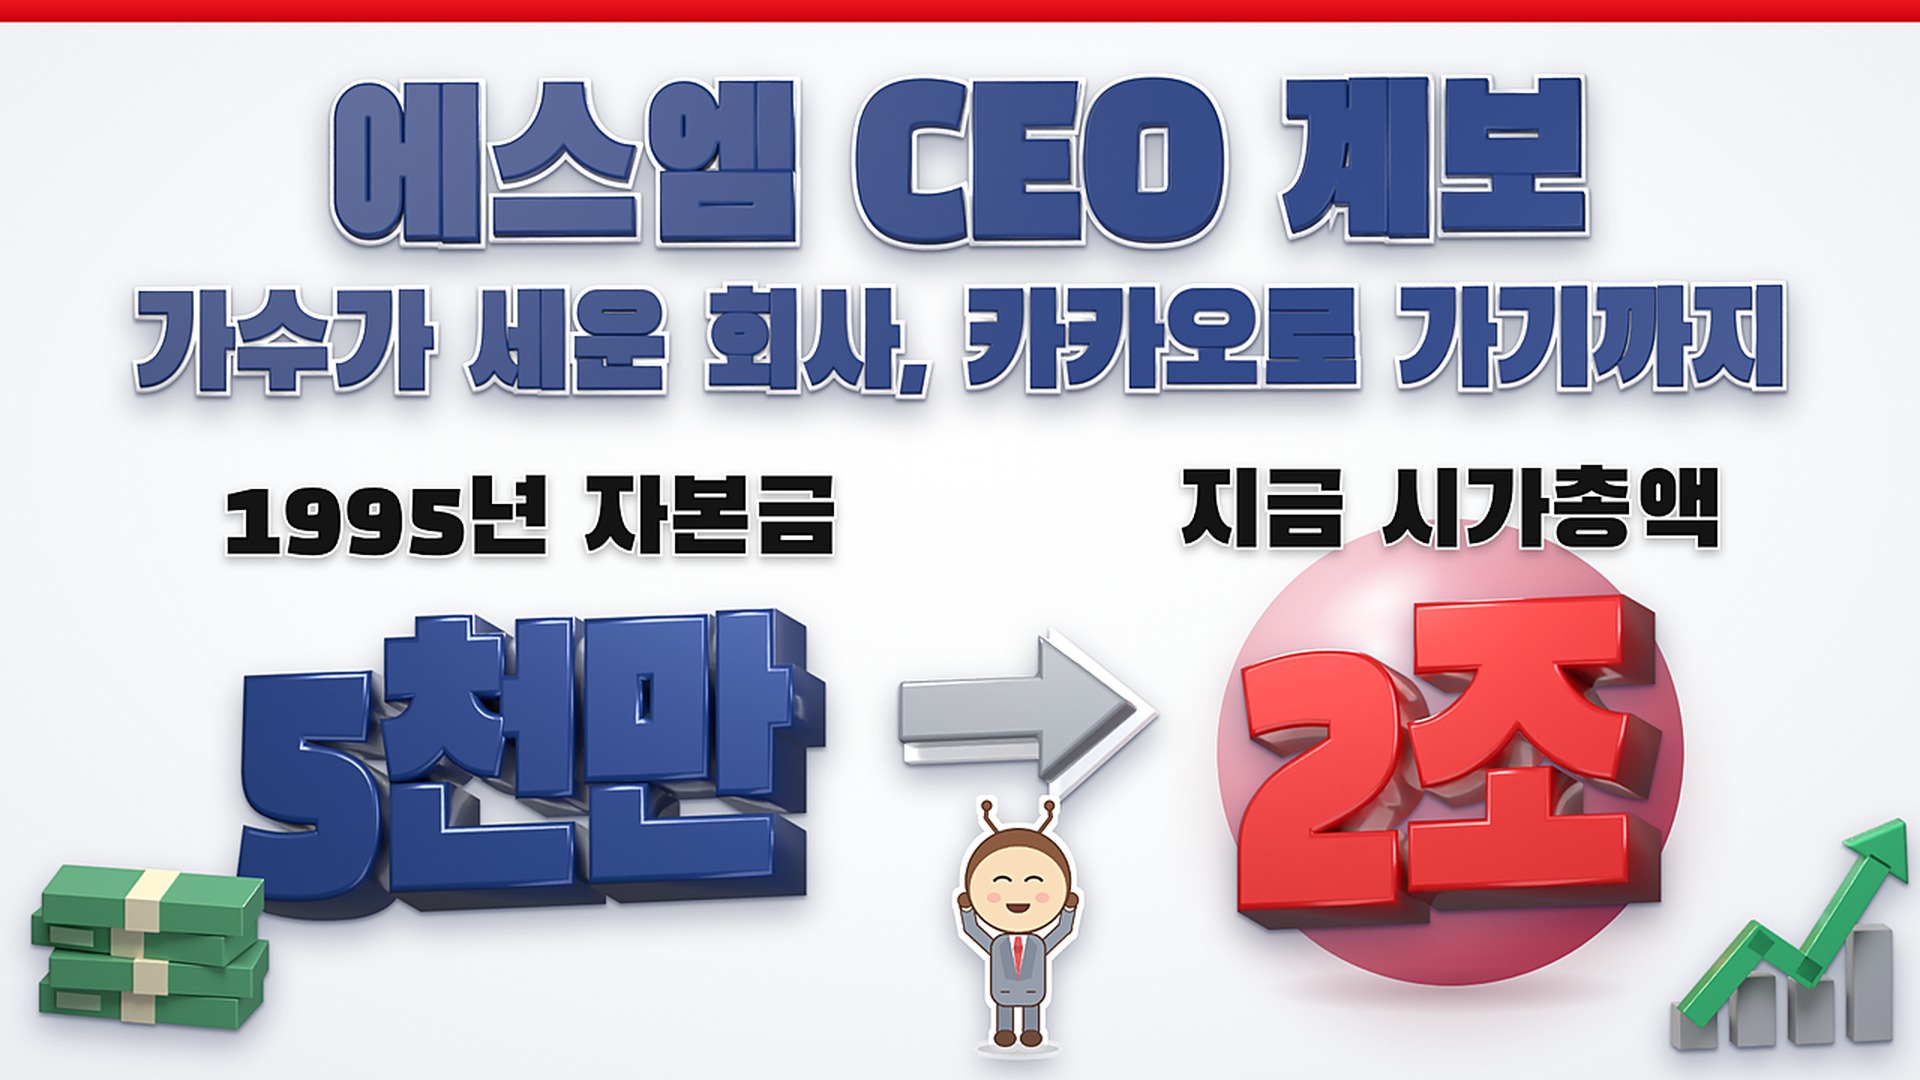 에스엠 CEO 계보
가수가 세운 회사, 카카오로 가기까지
1995년 자본금
지금 시가총액
5천만
2조